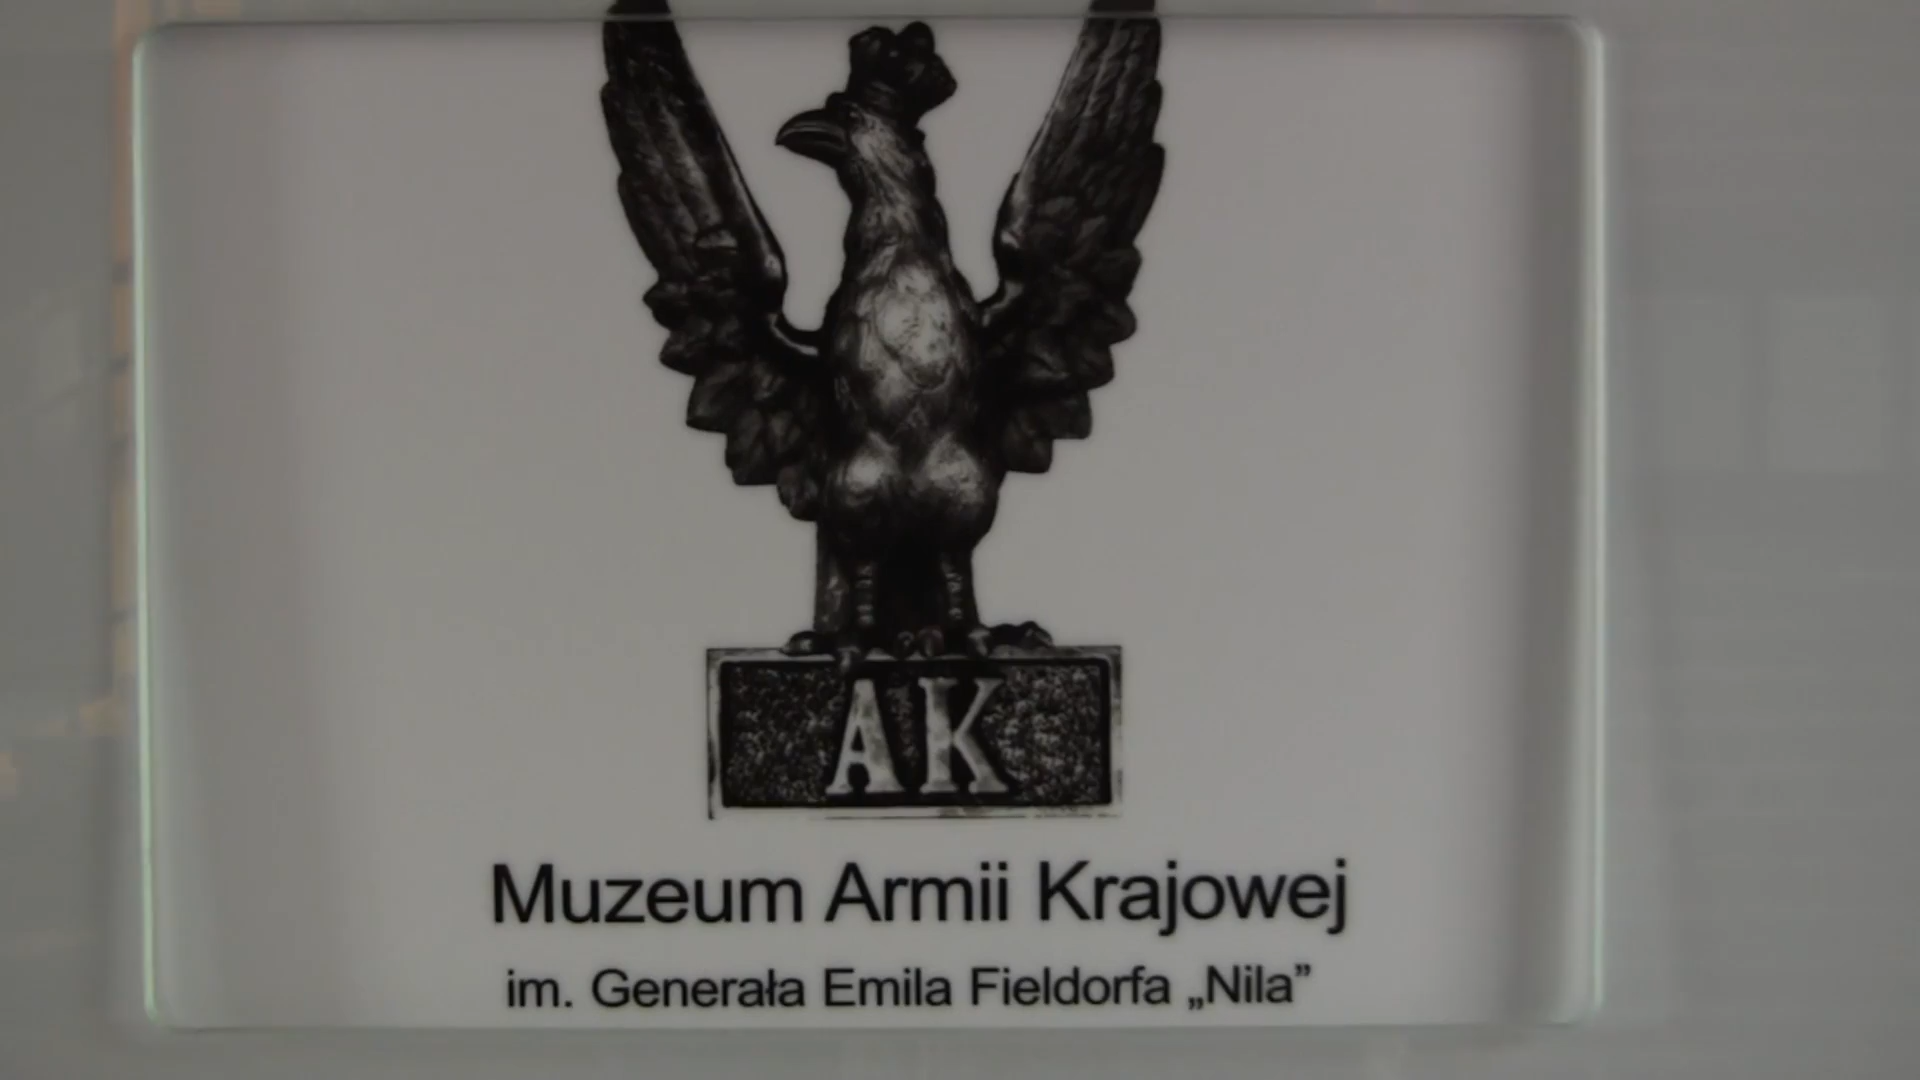 AK
Muzeum Armii Krajowej
im. Generała Emila Fieldorfa „Nila”